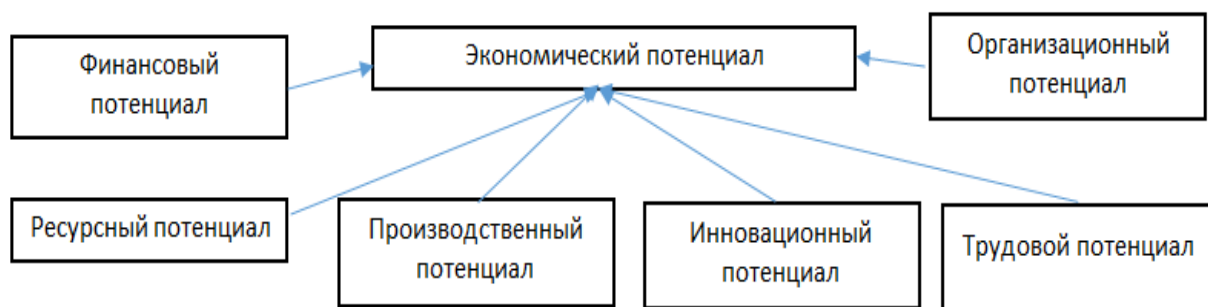 Финансовый
потенциал
Экономический потенциал
Организационный
потенциал
Ресурсный потенциал
Производственный
потенциал
Инновационный
потенциал
Трудовой потенциал